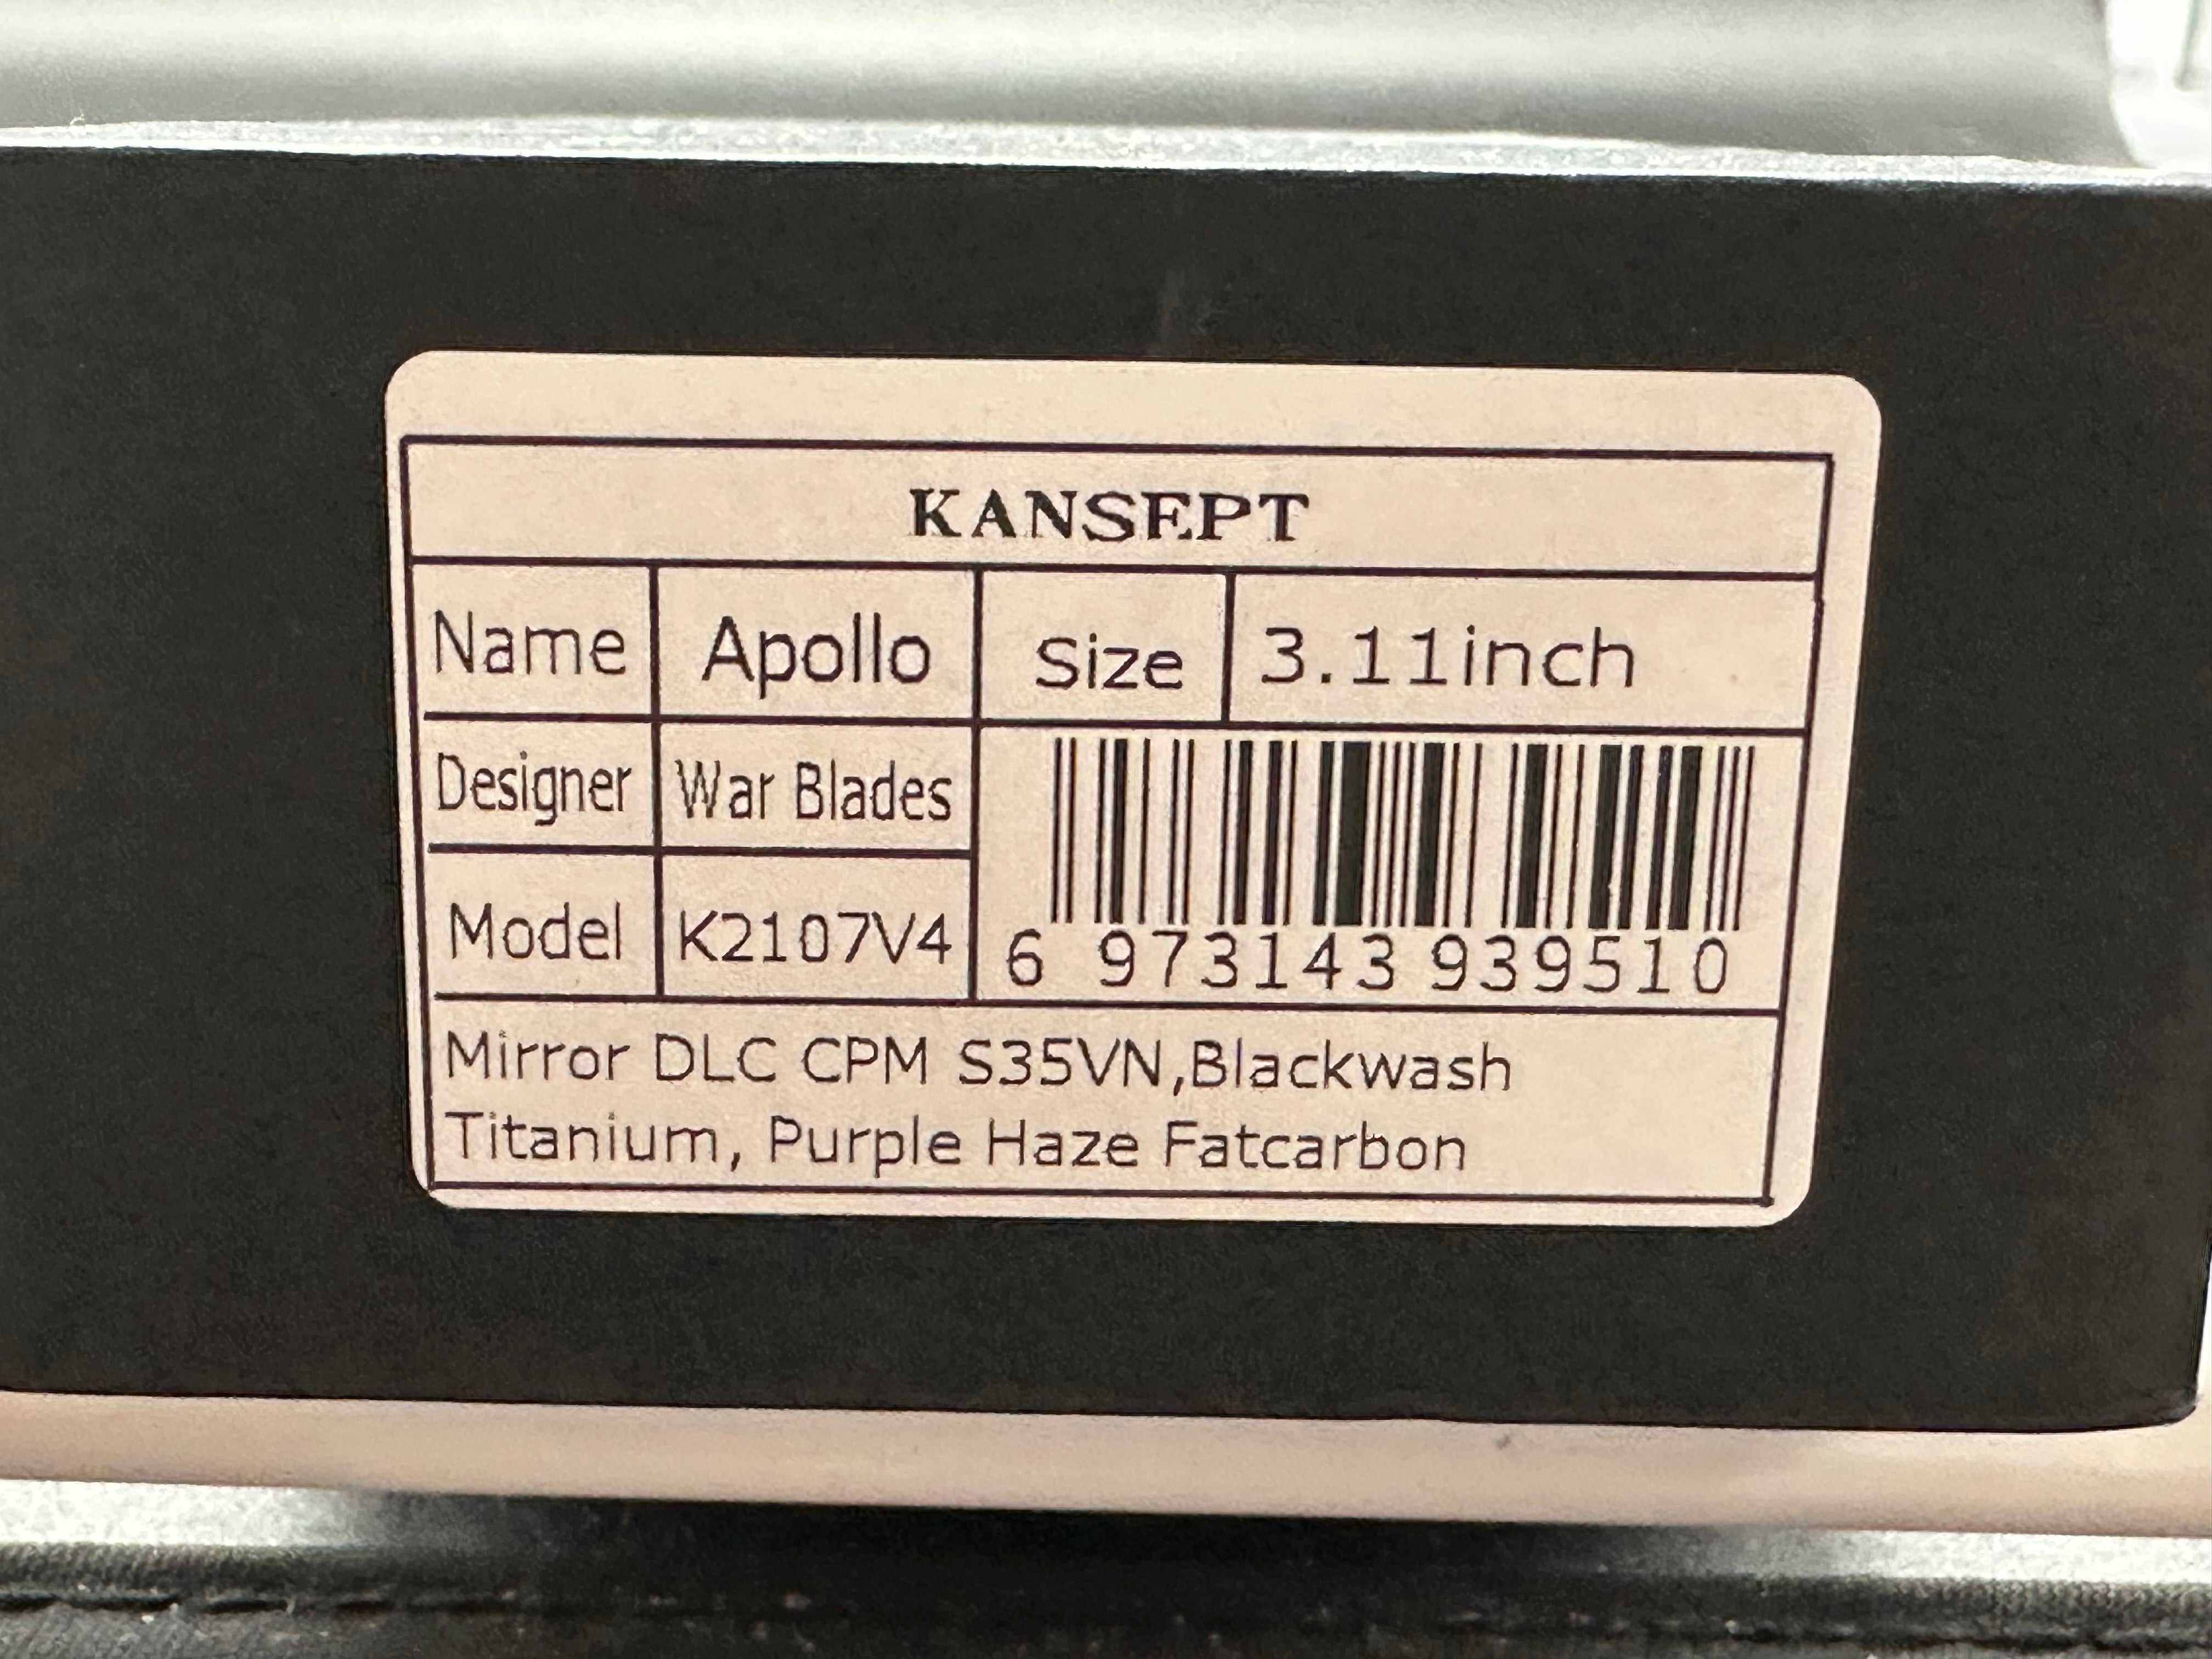 KANSEPT
Name Apollo Size 3.11inch
Designer War Blades
Model K2107V4
6 973143 939510
Mirror DLC CPM S35VN,Blackwash
Titanium, Purple Haze Fatcarbon